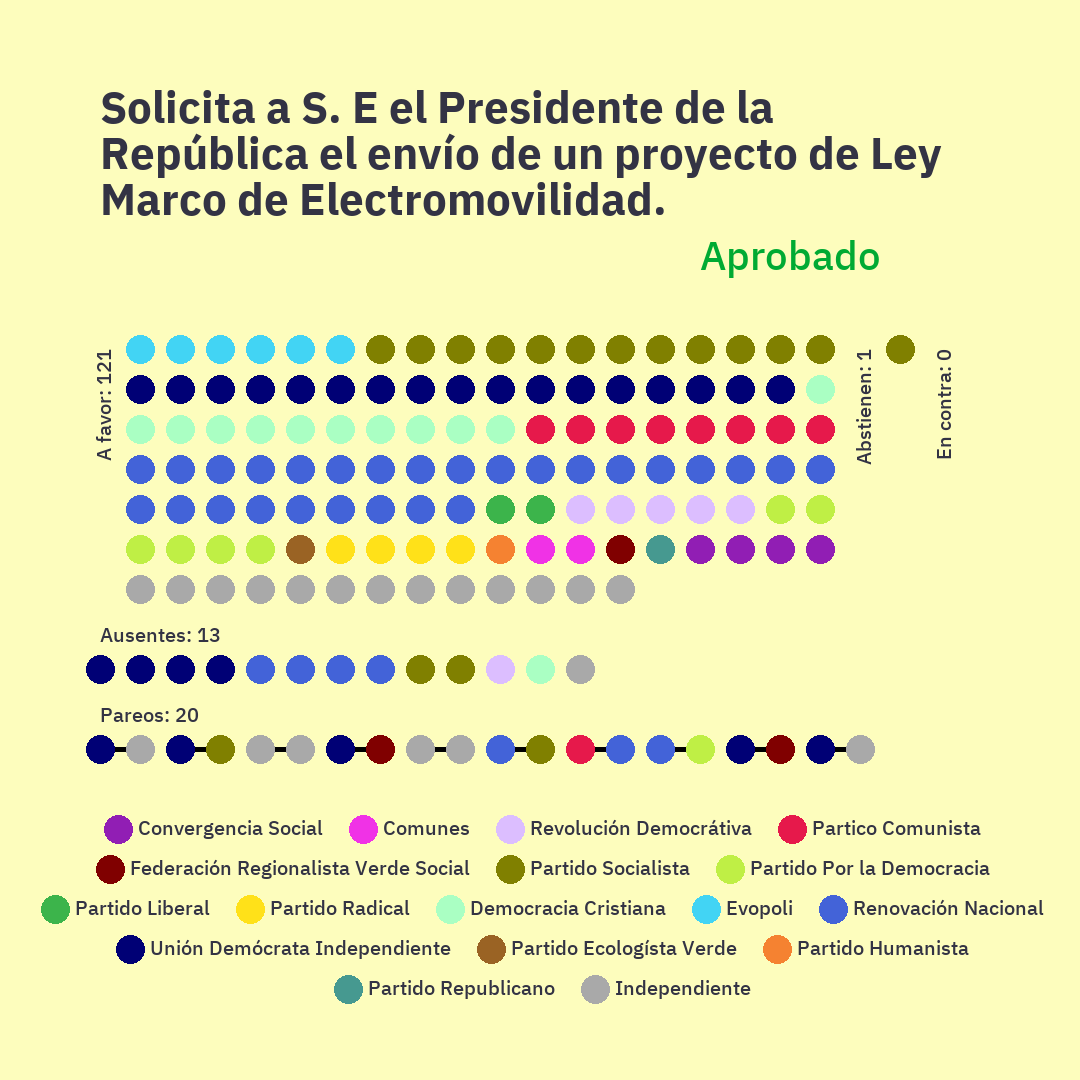 Solicita a S. E el Presidente de la
República el envío de un proyecto de Ley
Marco de Electromovilidad.
Aprobado
A favor: 121
Abstienen: 1
En contra: 0
Ausentes: 13
Pareos: 20
Convergencia Social Comunes Revolución Democrátiva Partico Comunista
Federación Regionalista Verde Social Partido Socialista Partido Por la Democracia
Partido Liberal Partido Radical Democracia Cristiana Evopoli Renovación Nacional
Unión Demócrata Independiente Partido Ecologísta Verde Partido Humanista
Partido Republicano Independiente